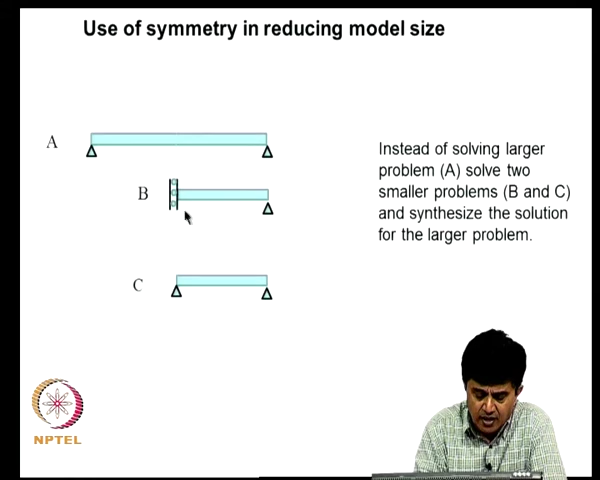 Use of symmetry in reducing model size
A
B
C
Instead of solving larger
problem (A) solve two
smaller problems (B and C)
and synthesize the solution
for the larger problem.
NPTEL